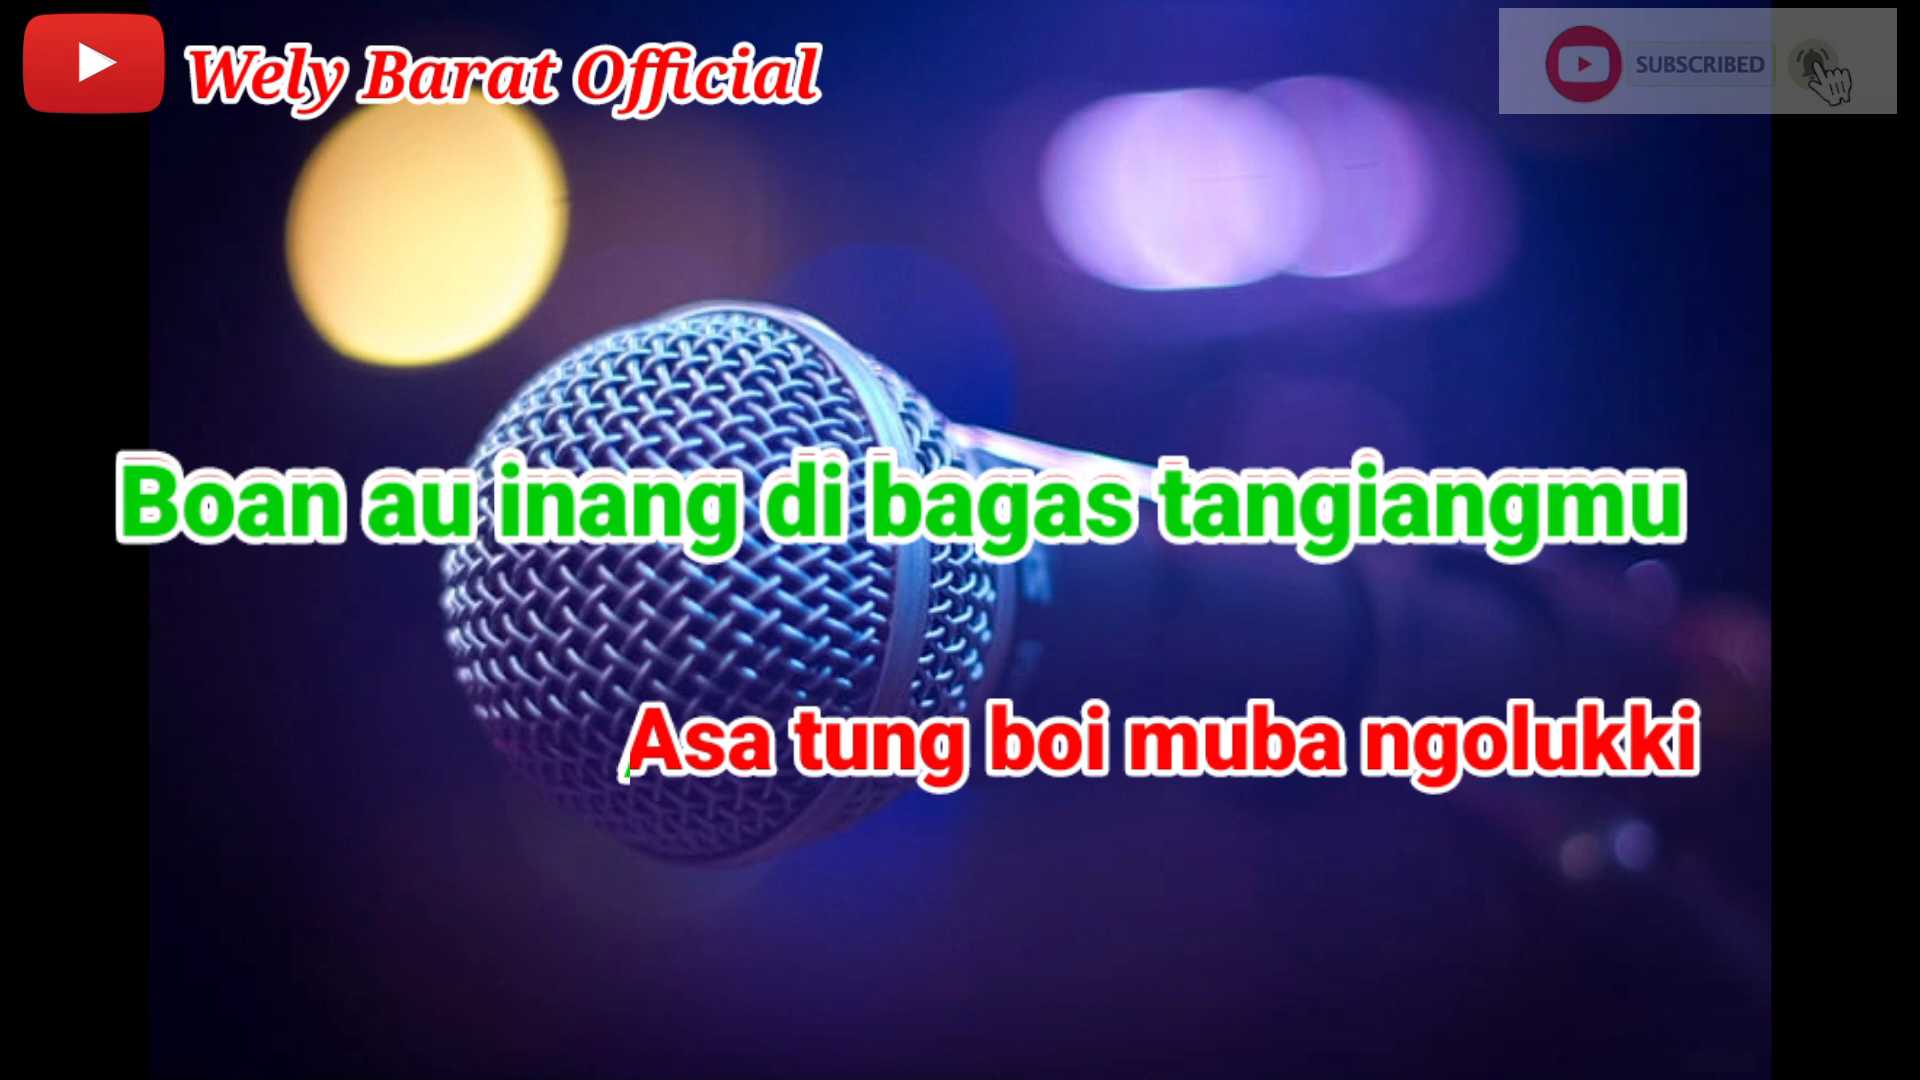 Wely Barat Official
SUBSCRIBED
Boan au inang di bagas tangiangmu
Asa tung boi muba ngolukki